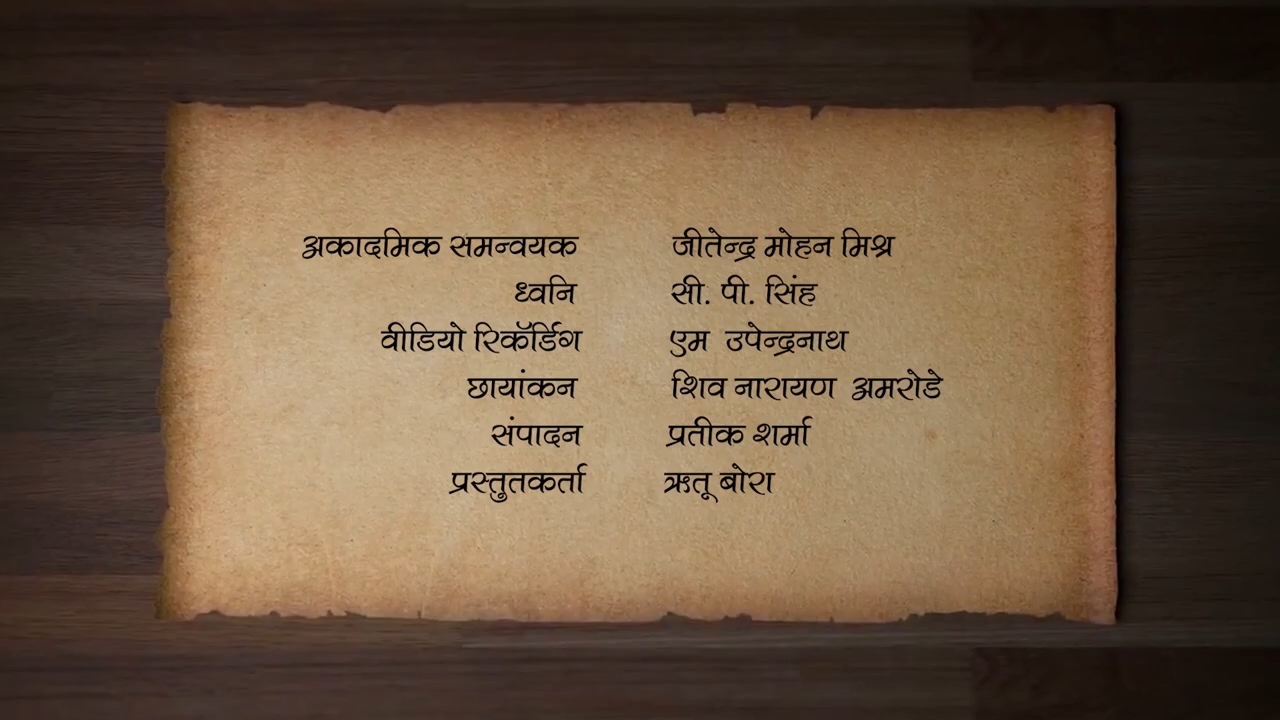 अकादमिक समन्वयक जीतेन्द्र मोहन मिश्र
ध्वनि सी. पी. सिंह
वीडियो रिकॉर्डिंग एम उपेन्द्रनाथ
छायांकन शिव नारायण अमरोडे
संपादन प्रतीक शर्मा
प्रस्तुतकर्ता ऋतू बोरा